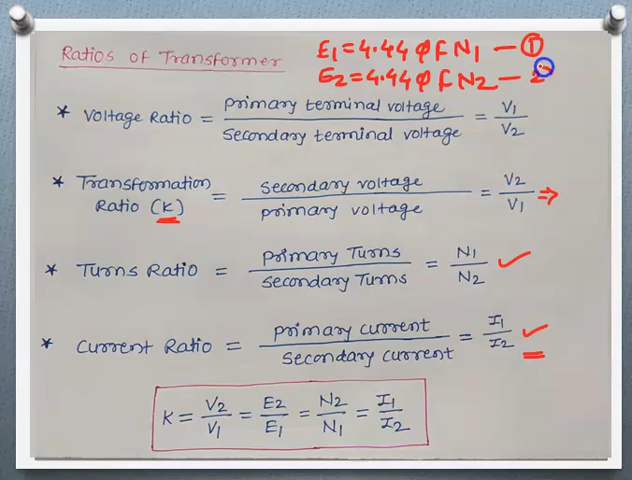 Ratios of Transformer
E1 = 4.44 φ F N1 — ①
E2 = 4.44 φ F N2 — 2
* Voltage Ratio = primary terminal voltage / secondary terminal voltage = V1 / V2
* Transformation Ratio (K) = secondary voltage / primary voltage = V2 / V1 ⇒
* Turns Ratio = primary Turns / secondary Turns = N1 / N2 ✓
* Current Ratio = primary current / secondary current = I1 / I2 ✓
K = V2 / V1 = E2 / E1 = N2 / N1 = I1 / I2